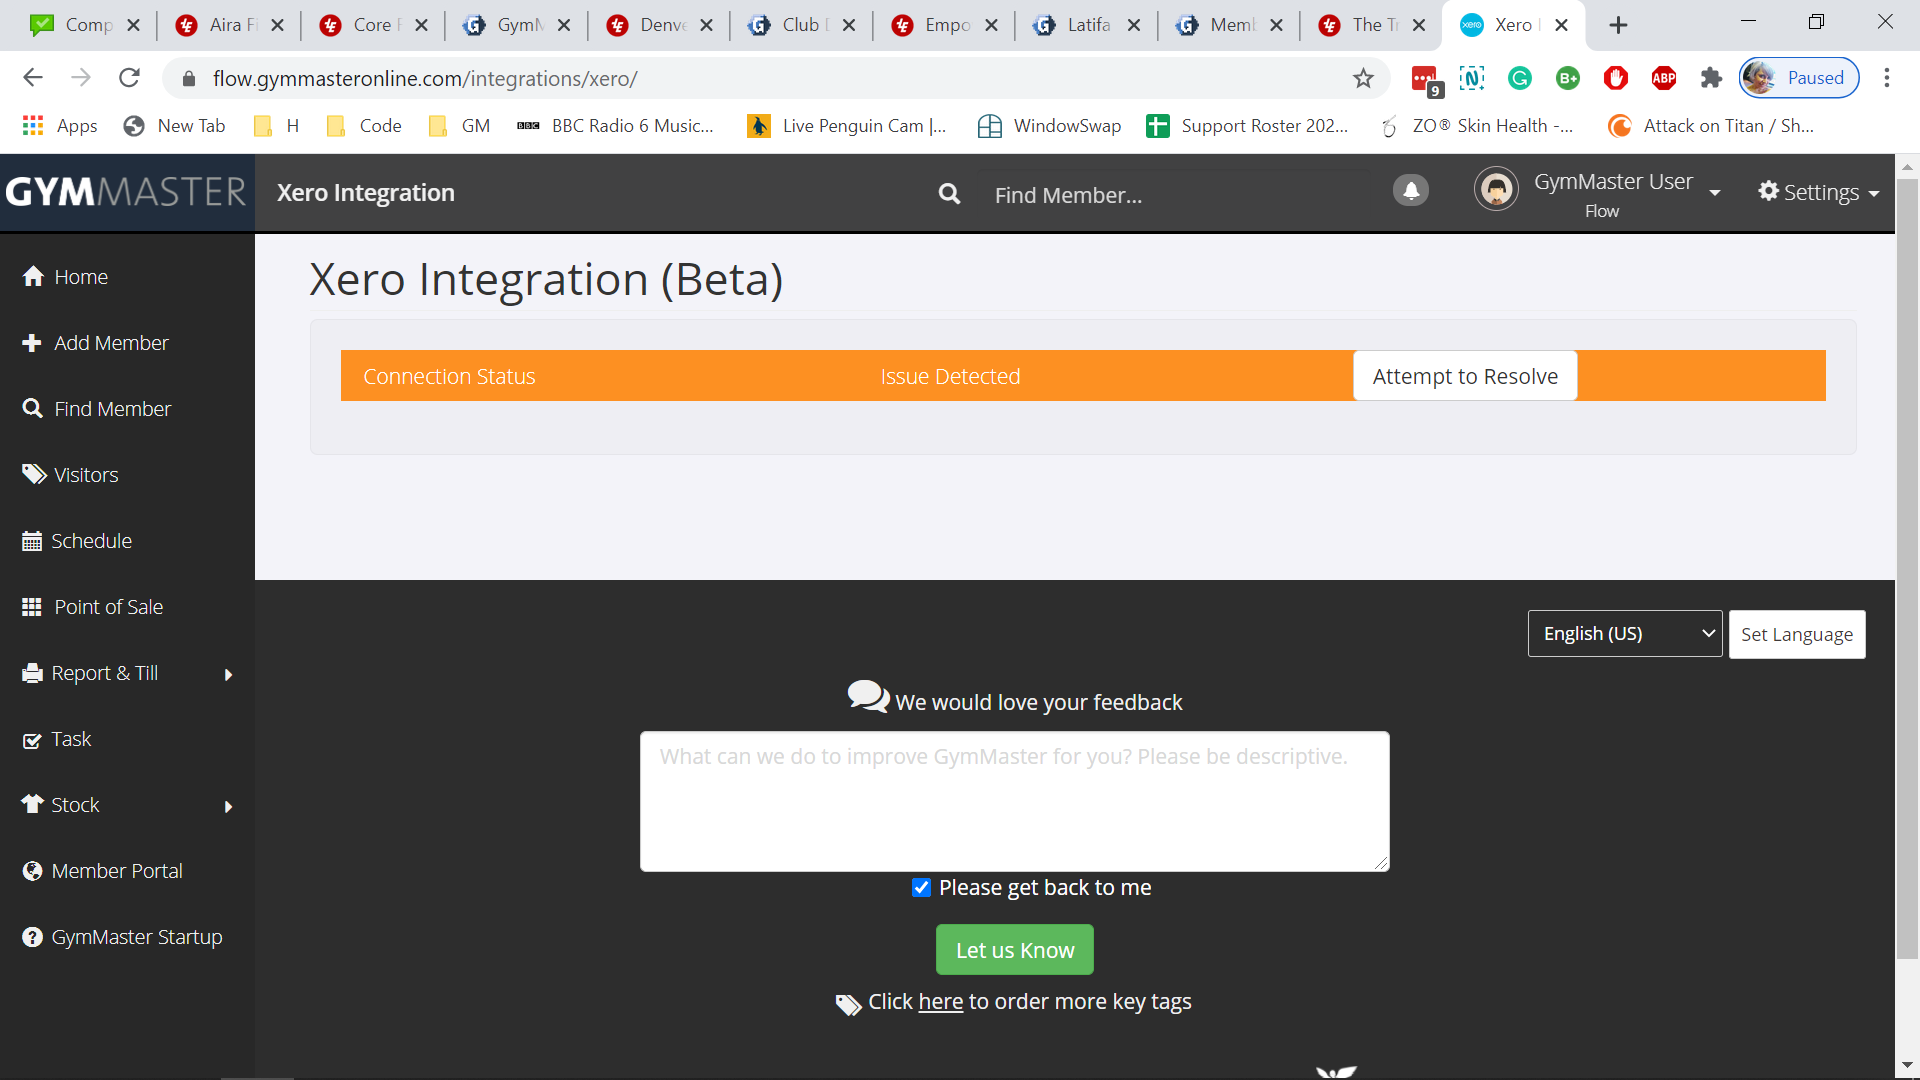 Comp
Aira Fi
Core F
GymM
Denve
Club D
Empo
Latifa
Memb
The Tr
Xero
flow.gymmasteronline.com/integrations/xero/
9
ABP
Paused
Apps
New Tab
H
Code
GM
BBC Radio 6 Music...
Live Penguin Cam |...
WindowSwap
Support Roster 202...
ZO® Skin Health -...
Attack on Titan / Sh...
GYMMASTER
Xero Integration
Find Member...
GymMaster User
Flow
Settings
Home
Add Member
Find Member
Visitors
Schedule
Point of Sale
Report & Till
Task
Stock
Member Portal
GymMaster Startup
Xero Integration (Beta)
Connection Status
Issue Detected
Attempt to Resolve
English (US)
Set Language
We would love your feedback
What can we do to improve GymMaster for you? Please be descriptive.
Please get back to me
Let us Know
Click here to order more key tags